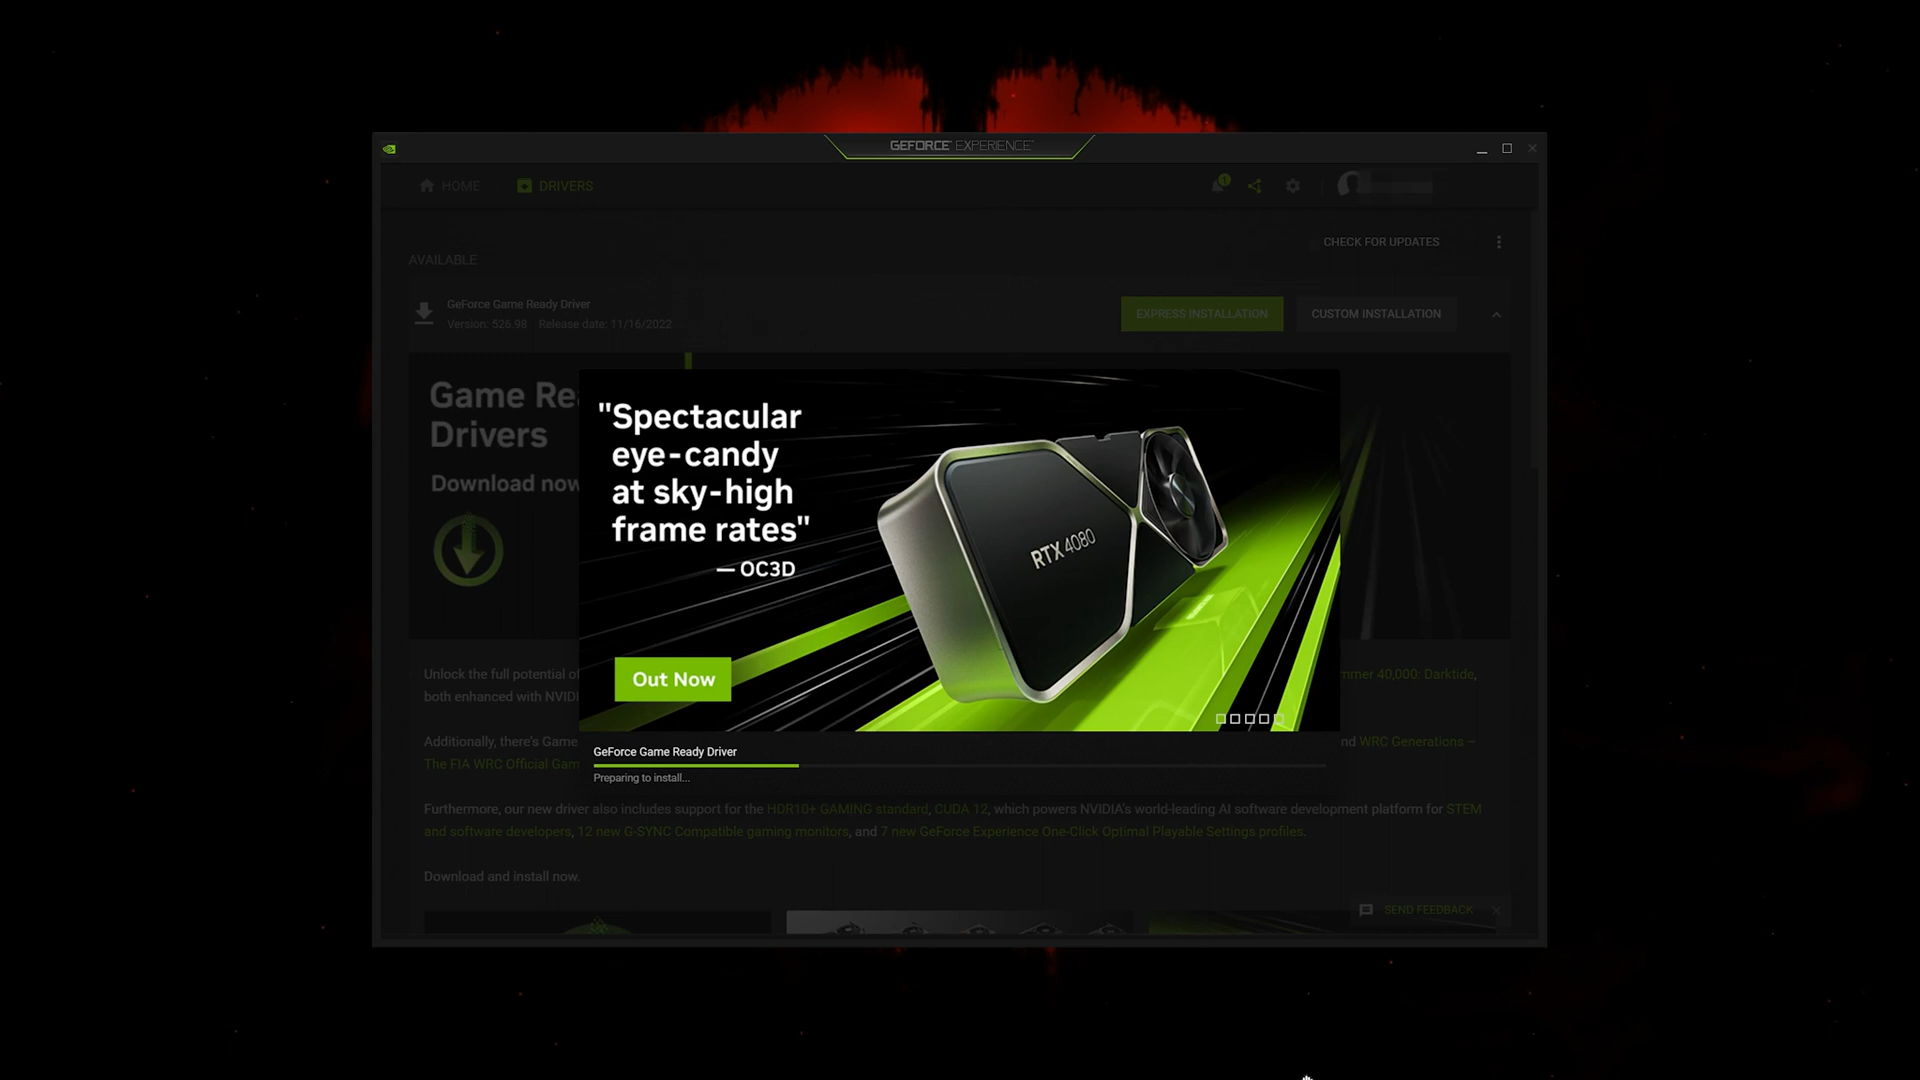 GEFORCE EXPERIENCE
HOME
DRIVERS
1
CHECK FOR UPDATES
AVAILABLE
GeForce Game Ready Driver
Version: 526.98 Release date: 11/16/2022
EXPRESS INSTALLATION
CUSTOM INSTALLATION
Game Re
Drivers
Download now
"Spectacular
eye-candy
at sky-high
frame rates"
— OC3D
RTX 4080
Out Now
Unlock the full potential of
mmer 40,000: Darktide,
both enhanced with NVIDI
Additionally, there's Game
nd WRC Generations –
The FIA WRC Official Gam
GeForce Game Ready Driver
Preparing to install...
Furthermore, our new driver also includes support for the HDR10+ GAMING standard, CUDA 12, which powers NVIDIA's world-leading AI software development platform for STEM
and software developers, 12 new G-SYNC Compatible gaming monitors, and 7 new GeForce Experience One-Click Optimal Playable Settings profiles.
Download and install now.
SEND FEEDBACK